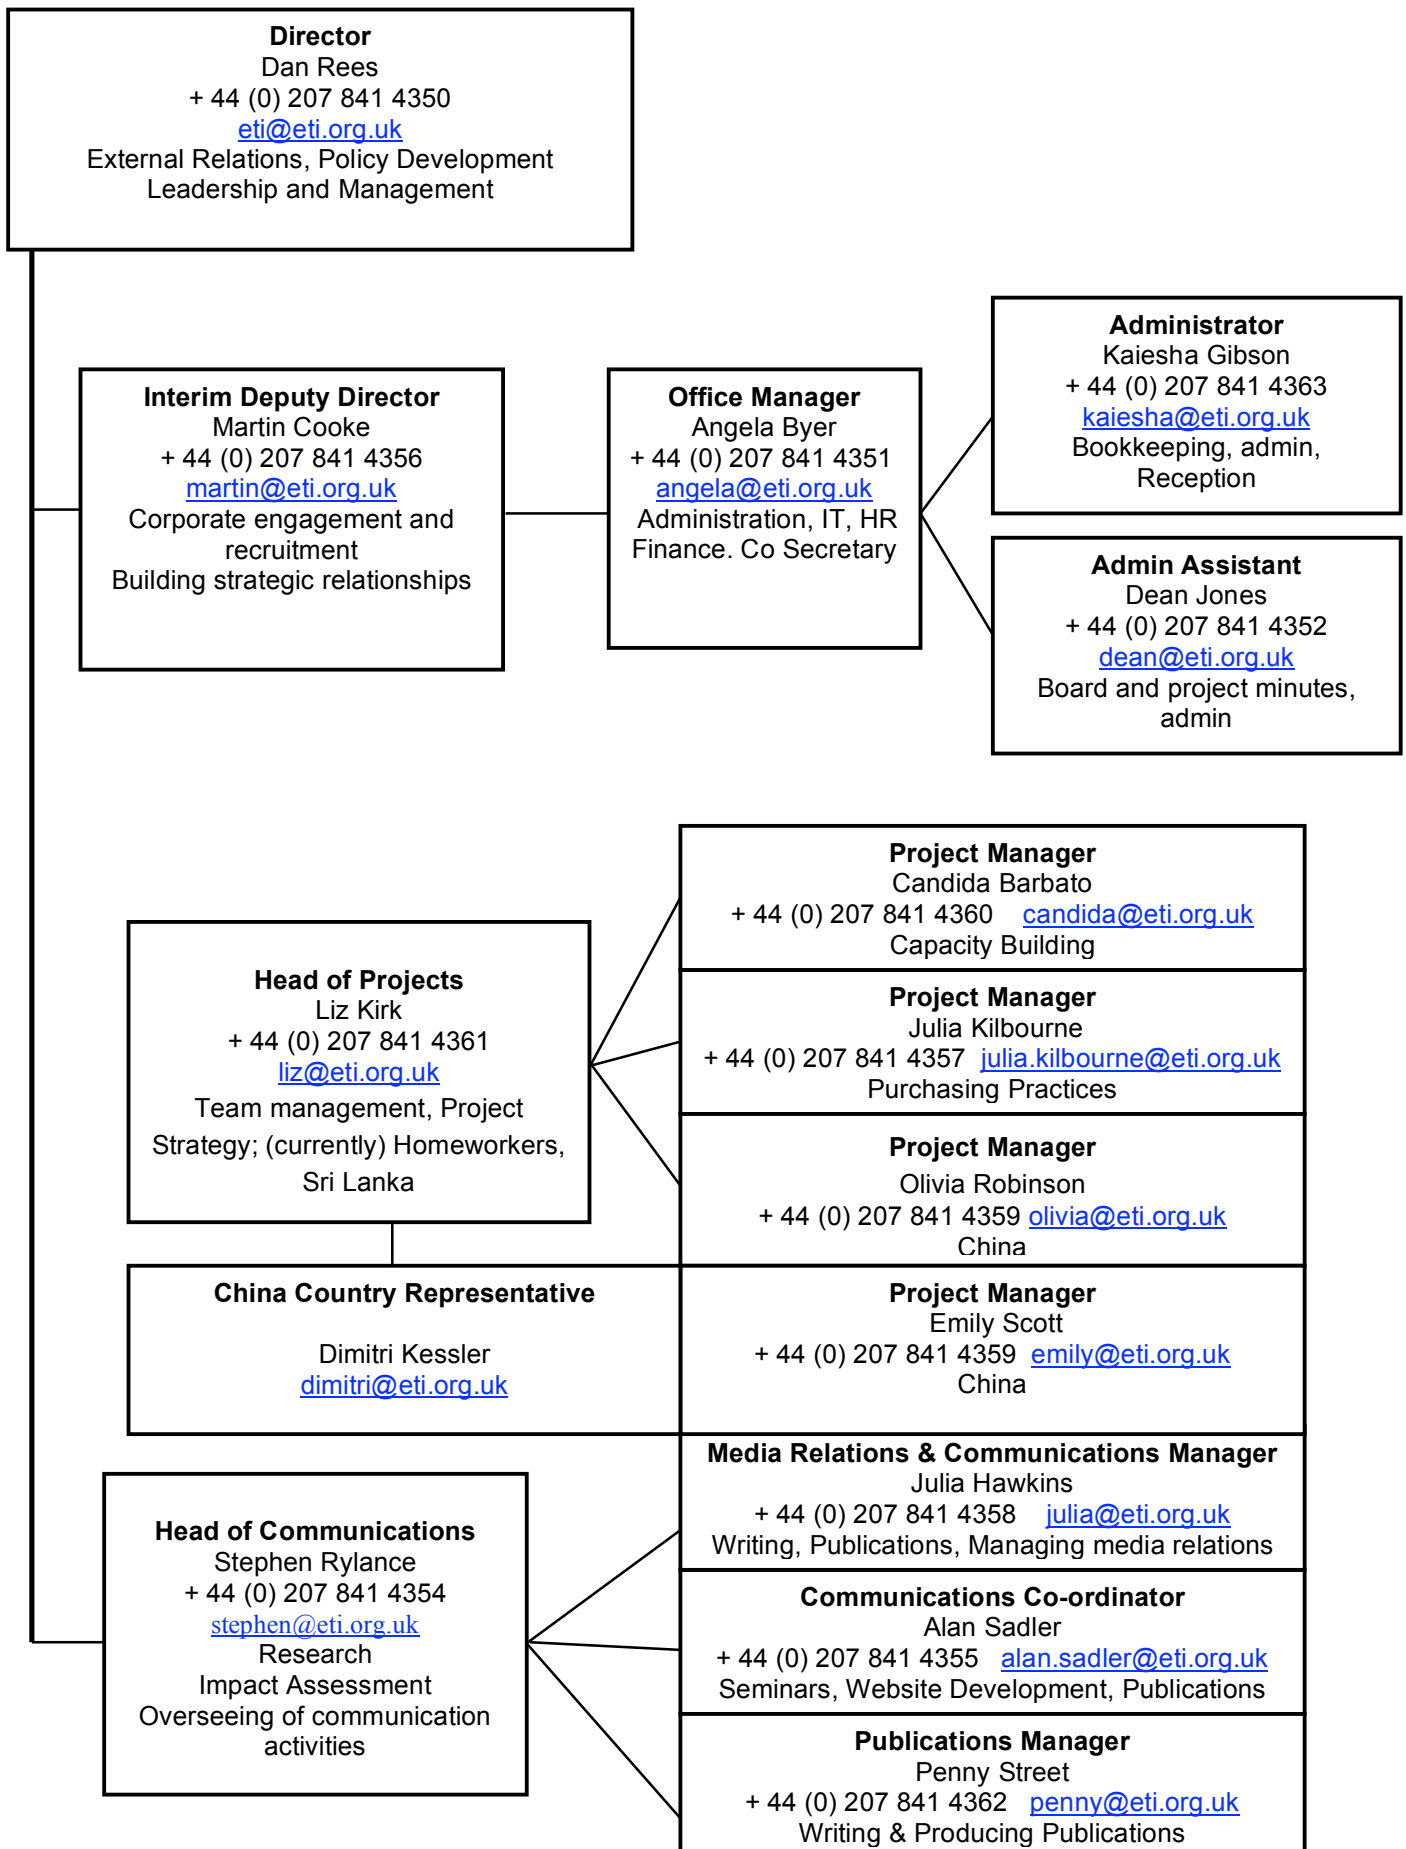 Director
Dan Rees
+ 44 (0) 207 841 4350
eti@eti.org.uk
External Relations, Policy Development
Leadership and Management
Interim Deputy Director
Martin Cooke
+ 44 (0) 207 841 4356
martin@eti.org.uk
Corporate engagement and
recruitment
Building strategic relationships
Office Manager
Angela Byer
+ 44 (0) 207 841 4351
angela@eti.org.uk
Administration, IT, HR
Finance. Co Secretary
Administrator
Kaiesha Gibson
+ 44 (0) 207 841 4363
kaiesha@eti.org.uk
Bookkeeping, admin,
Reception
Admin Assistant
Dean Jones
+ 44 (0) 207 841 4352
dean@eti.org.uk
Board and project minutes,
admin
Head of Projects
Liz Kirk
+ 44 (0) 207 841 4361
liz@eti.org.uk
Team management, Project
Strategy; (currently) Homeworkers,
Sri Lanka
Project Manager
Candida Barbato
+ 44 (0) 207 841 4360 candida@eti.org.uk
Capacity Building
Project Manager
Julia Kilbourne
+ 44 (0) 207 841 4357 julia.kilbourne@eti.org.uk
Purchasing Practices
Project Manager
Olivia Robinson
+ 44 (0) 207 841 4359 olivia@eti.org.uk
China
China Country Representative
Dimitri Kessler
dimitri@eti.org.uk
Project Manager
Emily Scott
+ 44 (0) 207 841 4359 emily@eti.org.uk
China
Head of Communications
Stephen Rylance
+ 44 (0) 207 841 4354
stephen@eti.org.uk
Research
Impact Assessment
Overseeing of communication
activities
Media Relations & Communications Manager
Julia Hawkins
+ 44 (0) 207 841 4358 julia@eti.org.uk
Writing, Publications, Managing media relations
Communications Co-ordinator
Alan Sadler
+ 44 (0) 207 841 4355 alan.sadler@eti.org.uk
Seminars, Website Development, Publications
Publications Manager
Penny Street
+ 44 (0) 207 841 4362 penny@eti.org.uk
Writing & Producing Publications